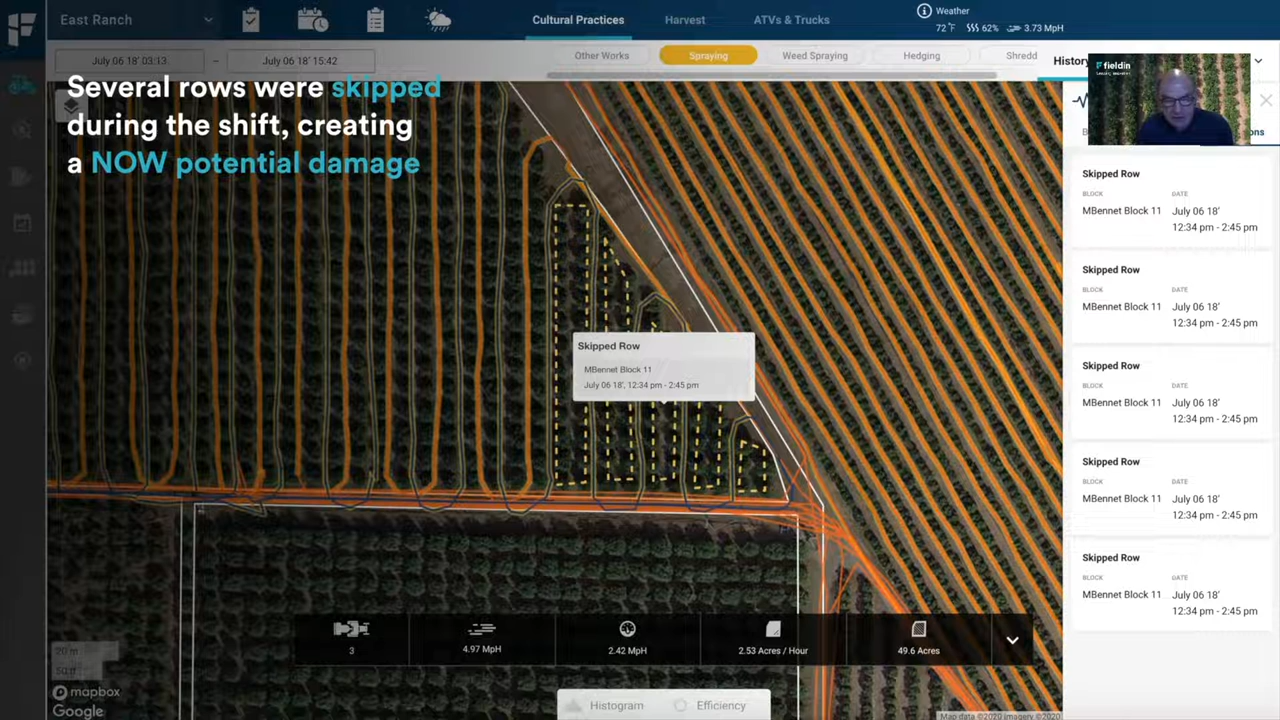 East Ranch
Cultural Practices
Harvest
ATVs & Trucks
Weather
72 °F 62% 3.73 MpH
July 06 18' 03:13
–
July 06 18' 15:42
Other Works
Spraying
Weed Spraying
Hedging
Shredd
History
fieldin
Several rows were skipped
during the shift, creating
a NOW potential damage
Skipped Row
BLOCK DATE
MBennet Block 11 July 06 18'
12:34 pm - 2:45 pm
Skipped Row
BLOCK DATE
MBennet Block 11 July 06 18'
12:34 pm - 2:45 pm
Skipped Row
BLOCK DATE
MBennet Block 11 July 06 18'
12:34 pm - 2:45 pm
Skipped Row
BLOCK DATE
MBennet Block 11 July 06 18'
12:34 pm - 2:45 pm
Skipped Row
BLOCK DATE
MBennet Block 11 July 06 18'
12:34 pm - 2:45 pm
Skipped Row
MBennet Block 11
July 06 18', 12:34 pm - 2:45 pm
3
4.97 MpH
2.42 MpH
2.53 Acres / Hour
49.6 Acres
20 m
50 ft
mapbox
Google
Histogram
Efficiency
Map data ©2020 Imagery ©2020